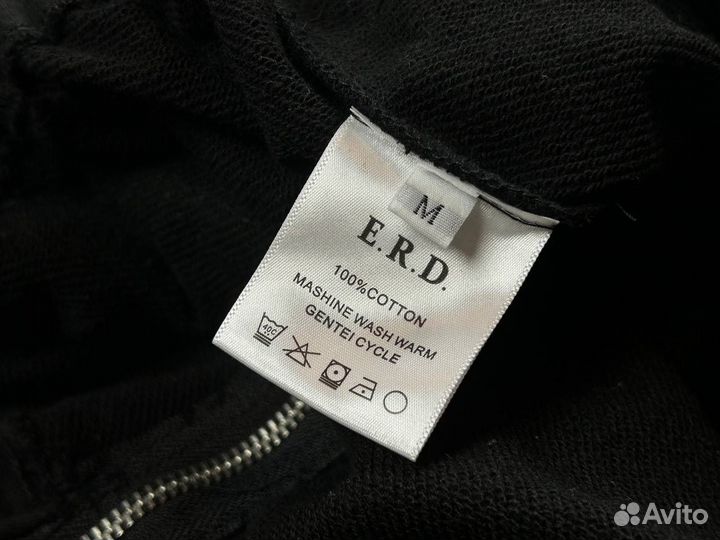 M
E.R.D.
100%COTTON
MASHINE WASH WARM
GENTEI CYCLE
40C
Avito